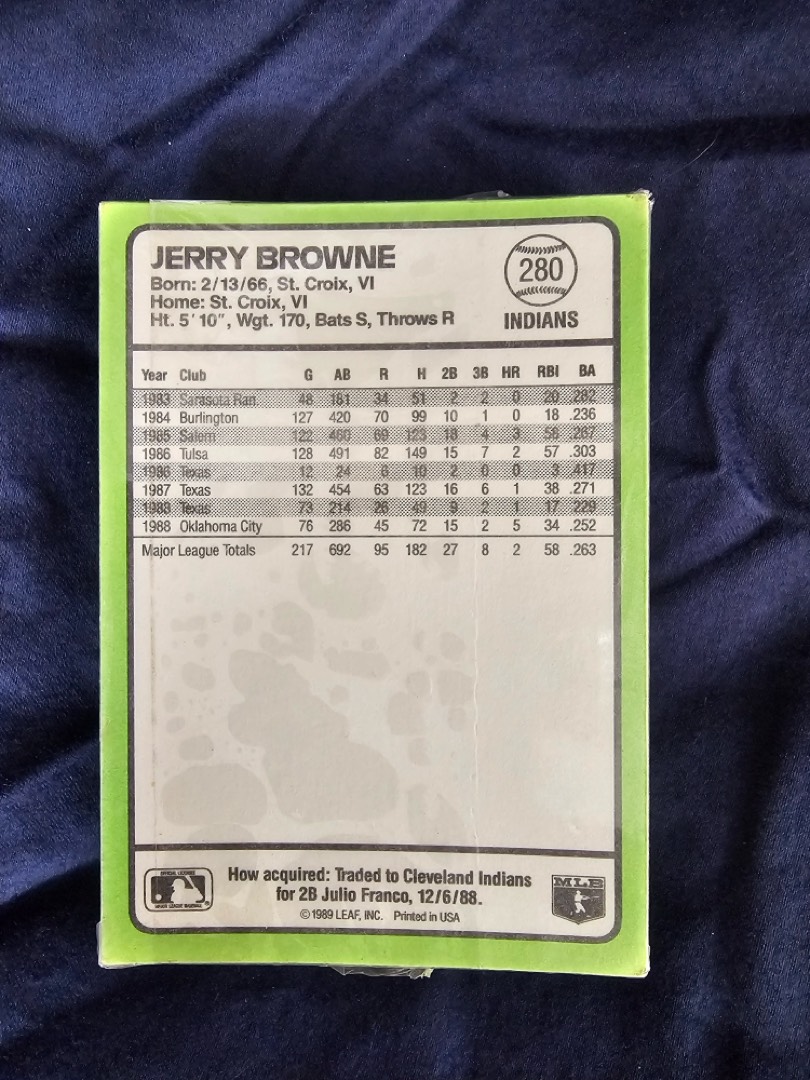 JERRY BROWNE
Born: 2/13/66, St. Croix, VI
Home: St. Croix, VI
Ht. 5'10", Wgt. 170, Bats S, Throws R
280
INDIANS
Year Club G AB R H 2B 3B HR RBI BA
1983 Sarasota Ran. 48 181 34 51 2 2 0 20 .282
1984 Burlington 127 420 70 99 10 1 0 18 .236
1985 Salem 122 460 69 123 18 4 3 58 .267
1986 Tulsa 128 491 82 149 15 7 2 57 .303
1986 Texas 12 24 6 10 2 0 0 3 .417
1987 Texas 132 454 63 123 16 6 1 38 .271
1988 Texas 73 214 26 49 9 2 1 17 .229
1988 Oklahoma City 76 286 45 72 15 2 5 34 .252
Major League Totals 217 692 95 182 27 8 2 58 .263
OFFICIAL LICENSEE
MAJOR LEAGUE BASEBALL
How acquired: Traded to Cleveland Indians
for 2B Julio Franco, 12/6/88.
© 1989 LEAF, INC. Printed in USA
MLB